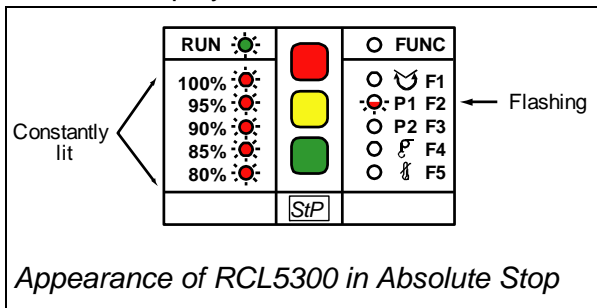 RUN
FUNC
100%
95%
90%
85%
80%
F1
P1 F2
P2 F3
F4
F5
Constantly
lit
Flashing
StP
Appearance of RCL5300 in Absolute Stop